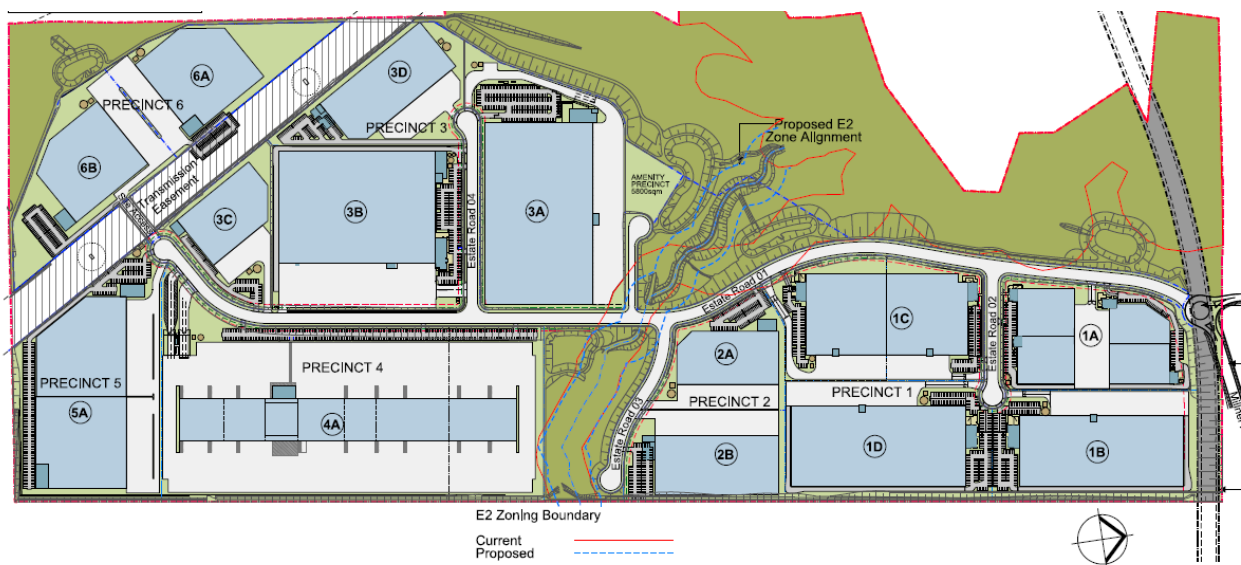 6A
3D
PRECINCT 6
PRECINCT 3
Proposed E2
Zone Alignment
6B
Transmission
Easement
AMENITY
PRECINCT
5800sqm
Site Access
3C
3B
Estate Road 04
3A
Estate Road 01
1C
Estate Road 02
1A
2A
PRECINCT 4
PRECINCT 5
5A
4A
Estate Road 03
PRECINCT 2
PRECINCT 1
2B
1D
1B
E2 Zoning Boundary
Current
Proposed